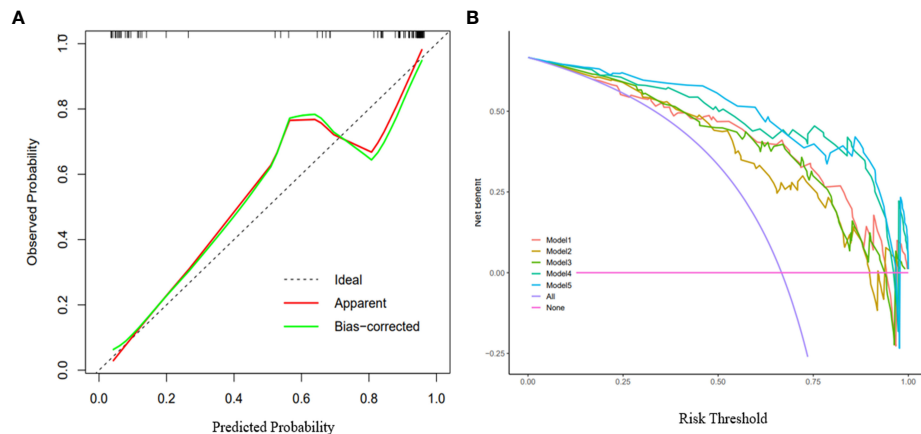 A
1.0
0.8
0.6
0.4
0.2
0.0
Observed Probability
Ideal
Apparent
Bias-corrected
0.0 0.2 0.4 0.6 0.8 1.0
Predicted Probability
B
0.50
0.25
0.00
-0.25
Net Benefit
Model1
Model2
Model3
Model4
Model5
All
None
0.00 0.25 0.50 0.75 1.00
Risk Threshold